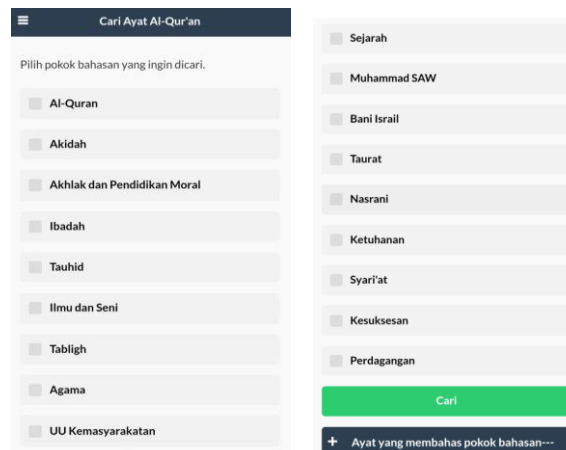 Cari Ayat Al-Qur'an
Pilih pokok bahasan yang ingin dicari.
Al-Quran
Akidah
Akhlak dan Pendidikan Moral
Ibadah
Tauhid
Ilmu dan Seni
Tabligh
Agama
UU Kemasyarakatan
Sejarah
Muhammad SAW
Bani Israil
Taurat
Nasrani
Ketuhanan
Syari'at
Kesuksesan
Perdagangan
Cari
+ Ayat yang membahas pokok bahasan---